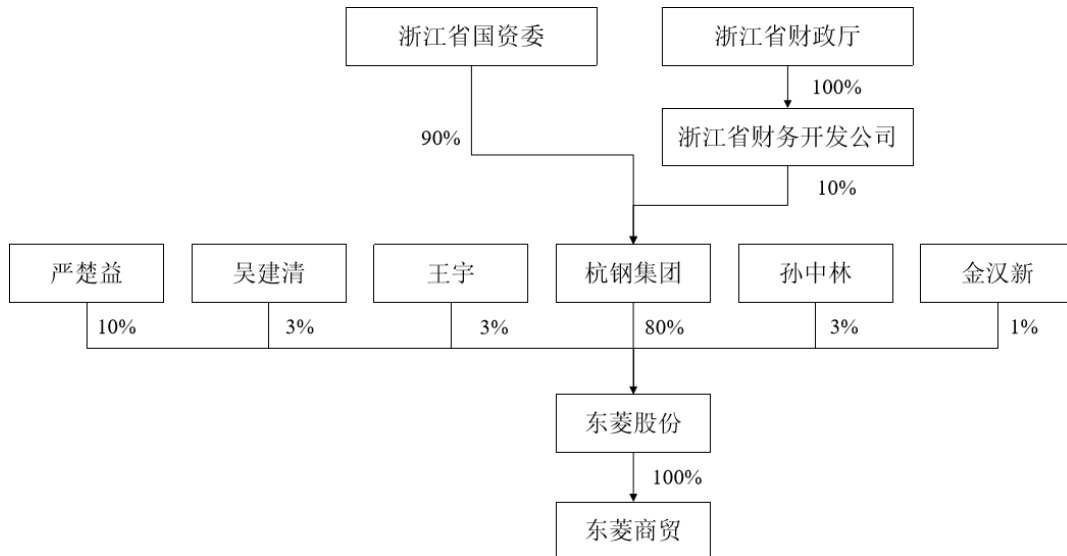 浙江省国资委
浙江省财政厅
100%
90%
浙江省财务开发公司
10%
严楚益
吴建清
王宇
杭钢集团
孙中林
金汉新
10%
3%
3%
80%
3%
1%
东菱股份
100%
东菱商贸